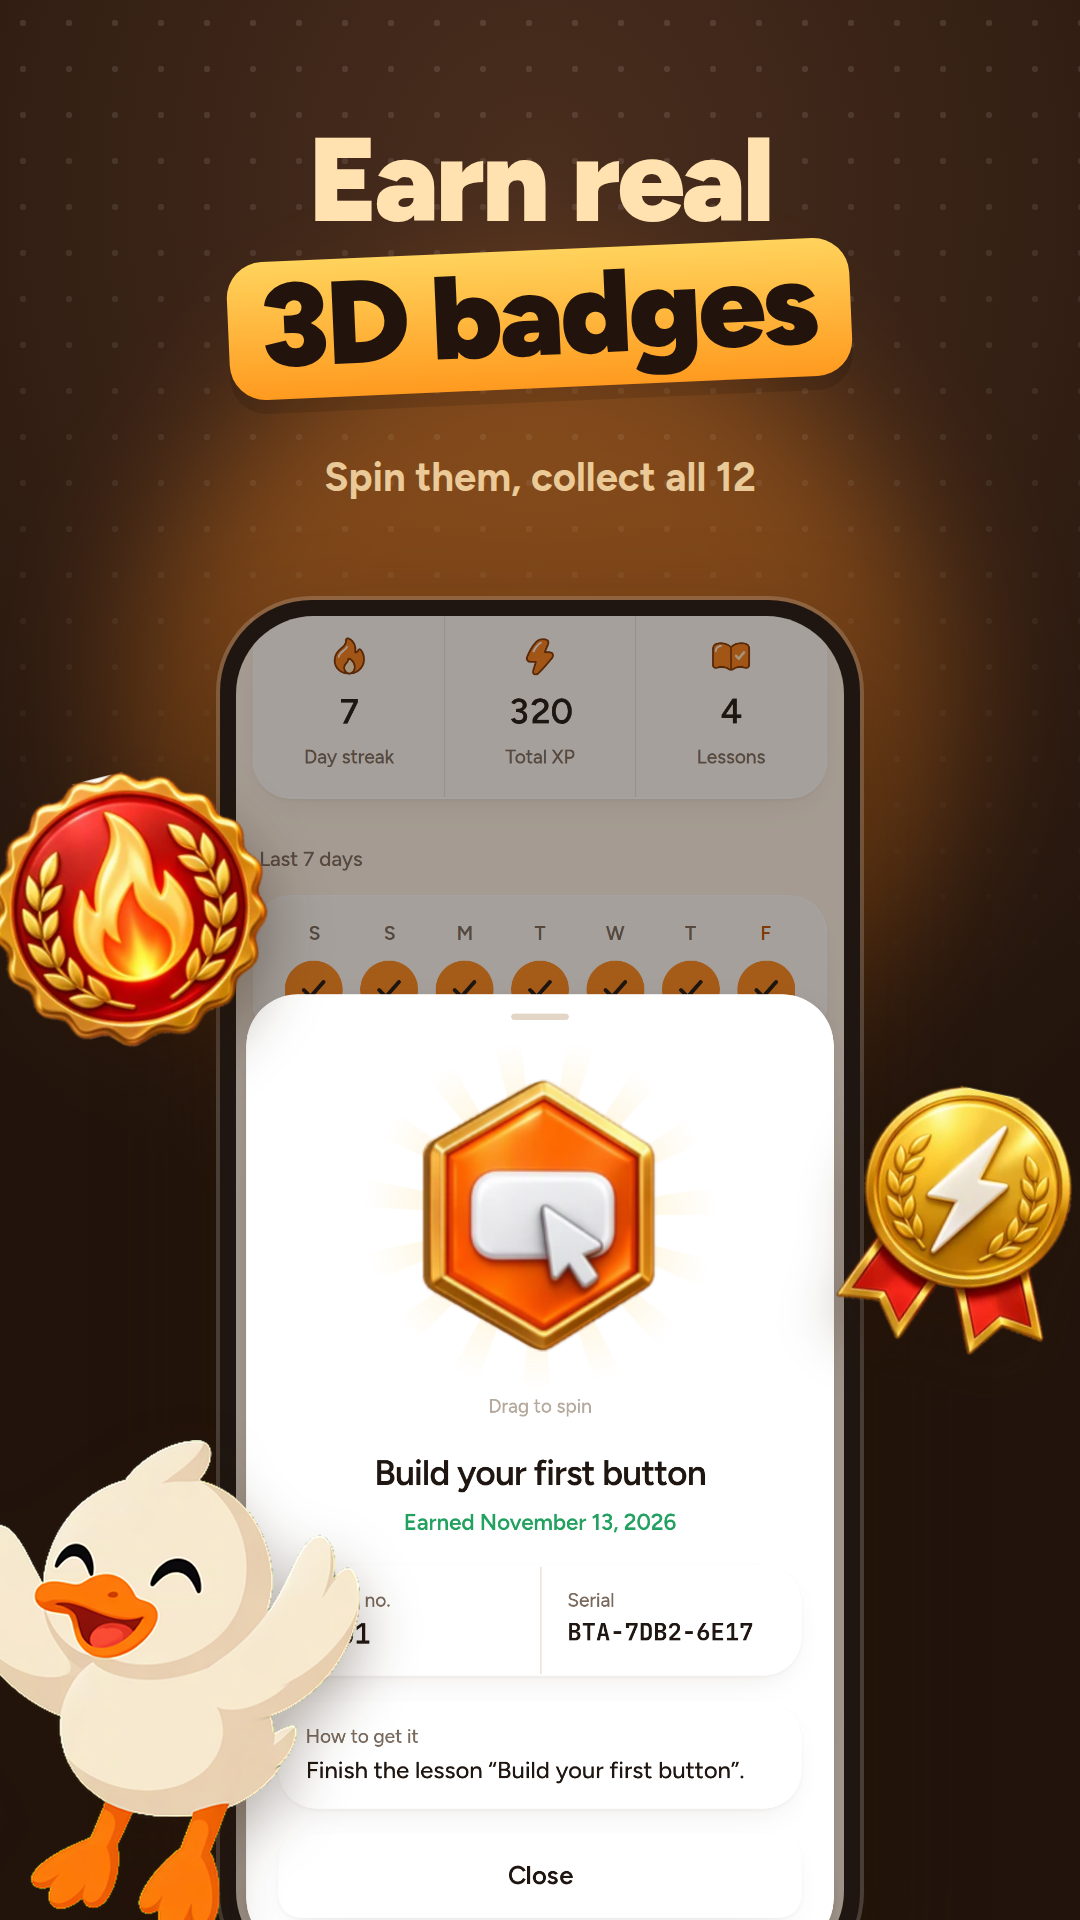 Earn real
3D badges
Spin them, collect all 12
7
320
4
Day streak
Total XP
Lessons
Last 7 days
S S M T W T F
Drag to spin
Build your first button
Earned November 13, 2026
no.
Serial
1
BTA-7DB2-6E17
How to get it
Finish the lesson “Build your first button”.
Close